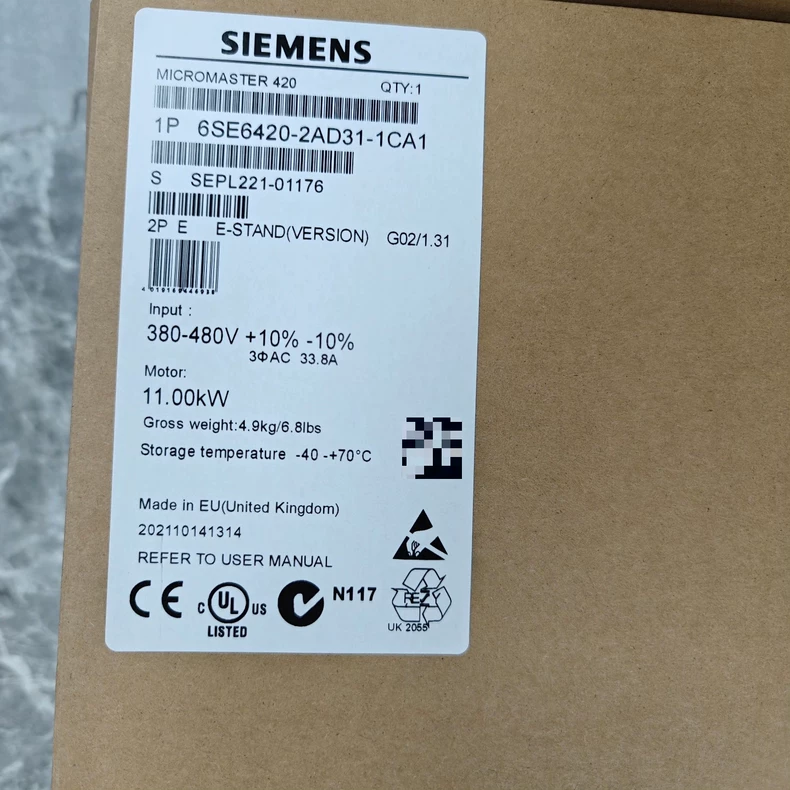 SIEMENS
MICROMASTER 420 QTY:1
1P 6SE6420-2AD31-1CA1
S SEPL221-01176
2P E E-STAND(VERSION) G02/1.31
Input :
380-480V +10% -10%
3ΦAC 33.8A
Motor:
11.00kW
Gross weight:4.9kg/6.8lbs
Storage temperature -40 -+70°C
Made in EU(United Kingdom)
202110141314
REFER TO USER MANUAL
CE C UL US LISTED N117
RESY
UK 2055